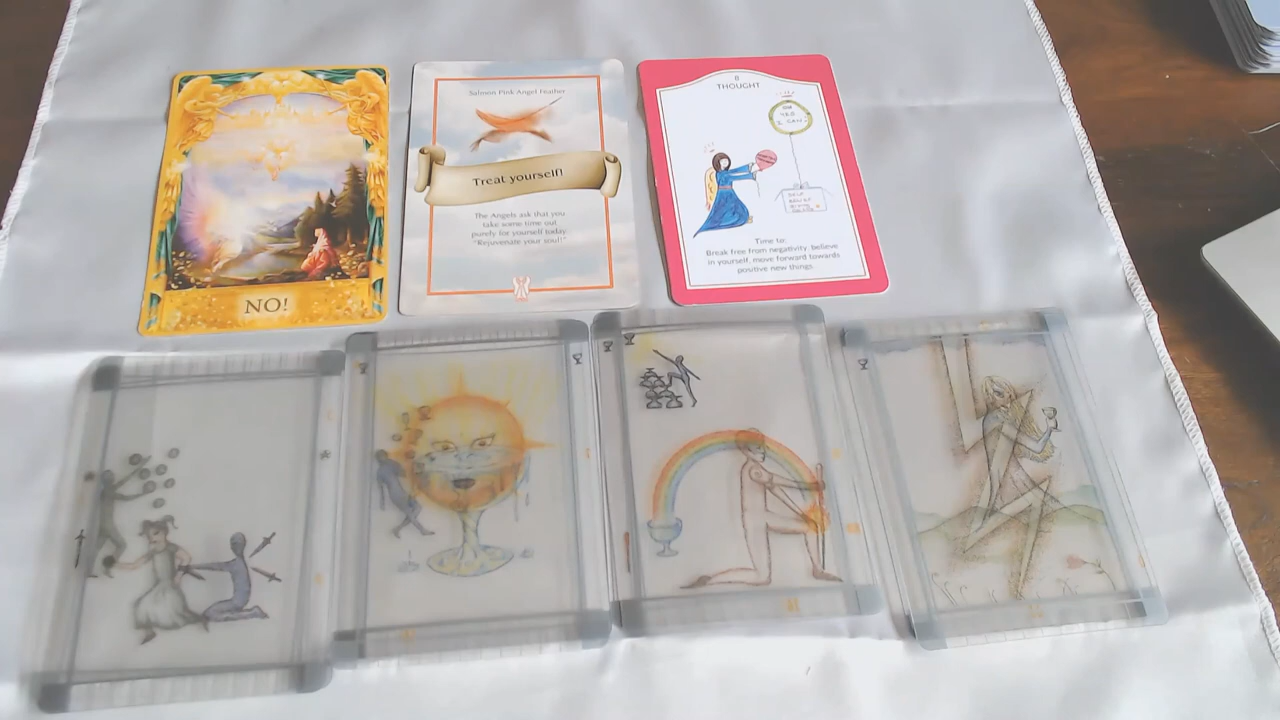 NO!
Salmon Pink Angel Feather
Treat yourself!
The Angels ask that you
take some time out
purely for yourself today.
"Rejuvenate your soul!"
8
THOUGHT
YES
I CAN
Time to:
Break free from negativity, believe
in yourself, move forward towards
positive new things.